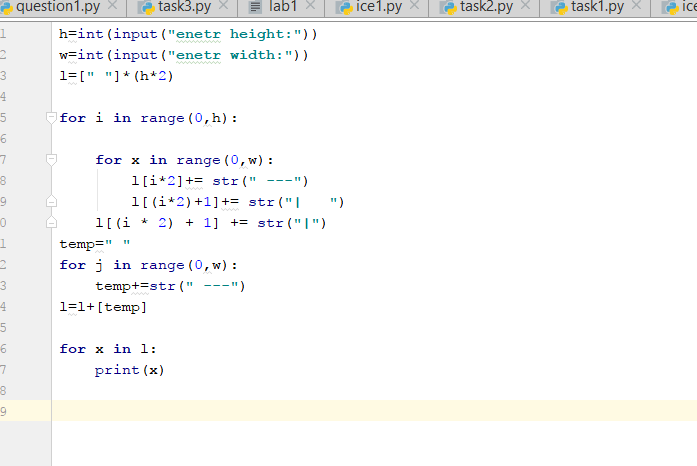 question1.py task3.py lab1 ice1.py task2.py task1.py ice
1 h=int(input("enetr height:"))
2 w=int(input("enetr width:"))
3 l=[" "]*(h*2)
4
5 for i in range(0,h):
6
7     for x in range(0,w):
8         l[i*2]+= str(" ---")
9         l[(i*2)+1]+= str("|   ")
0     l[(i * 2) + 1] += str("|")
1 temp=" "
2 for j in range(0,w):
3     temp+=str(" ---")
4 l=l+[temp]
5
6 for x in l:
7     print(x)
8
9